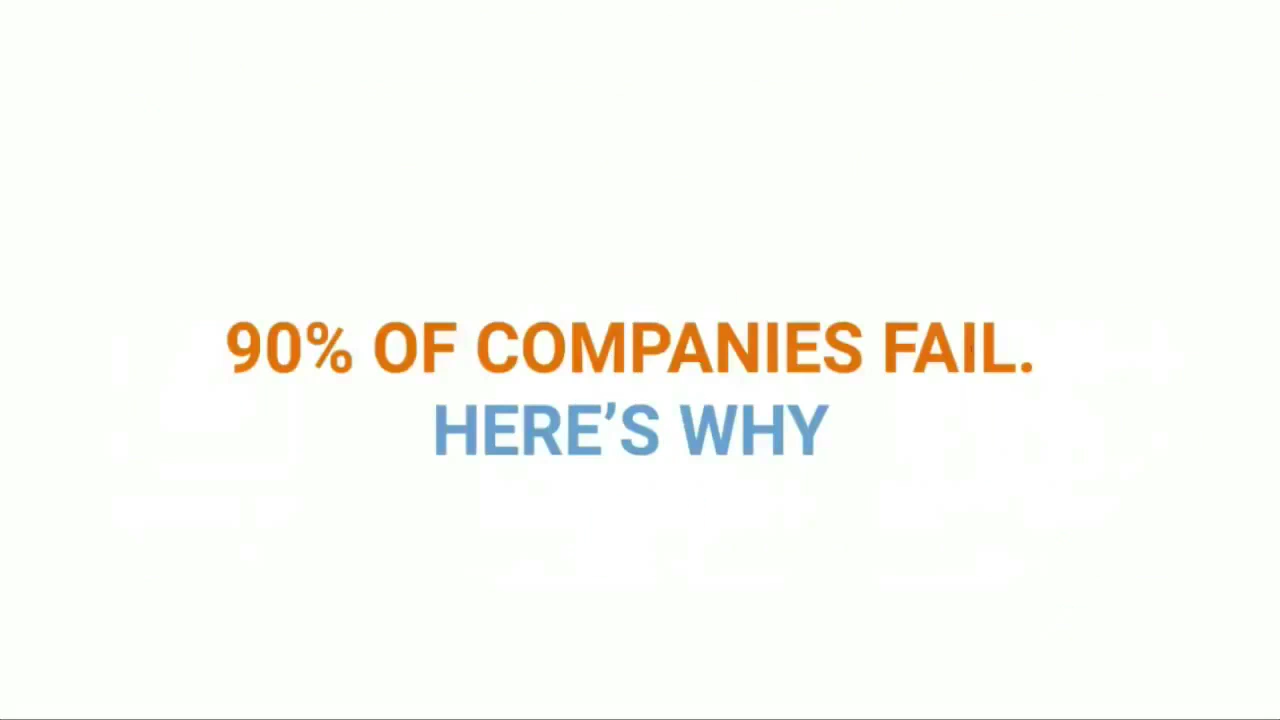 90% OF COMPANIES FAIL.
HERE’S WHY